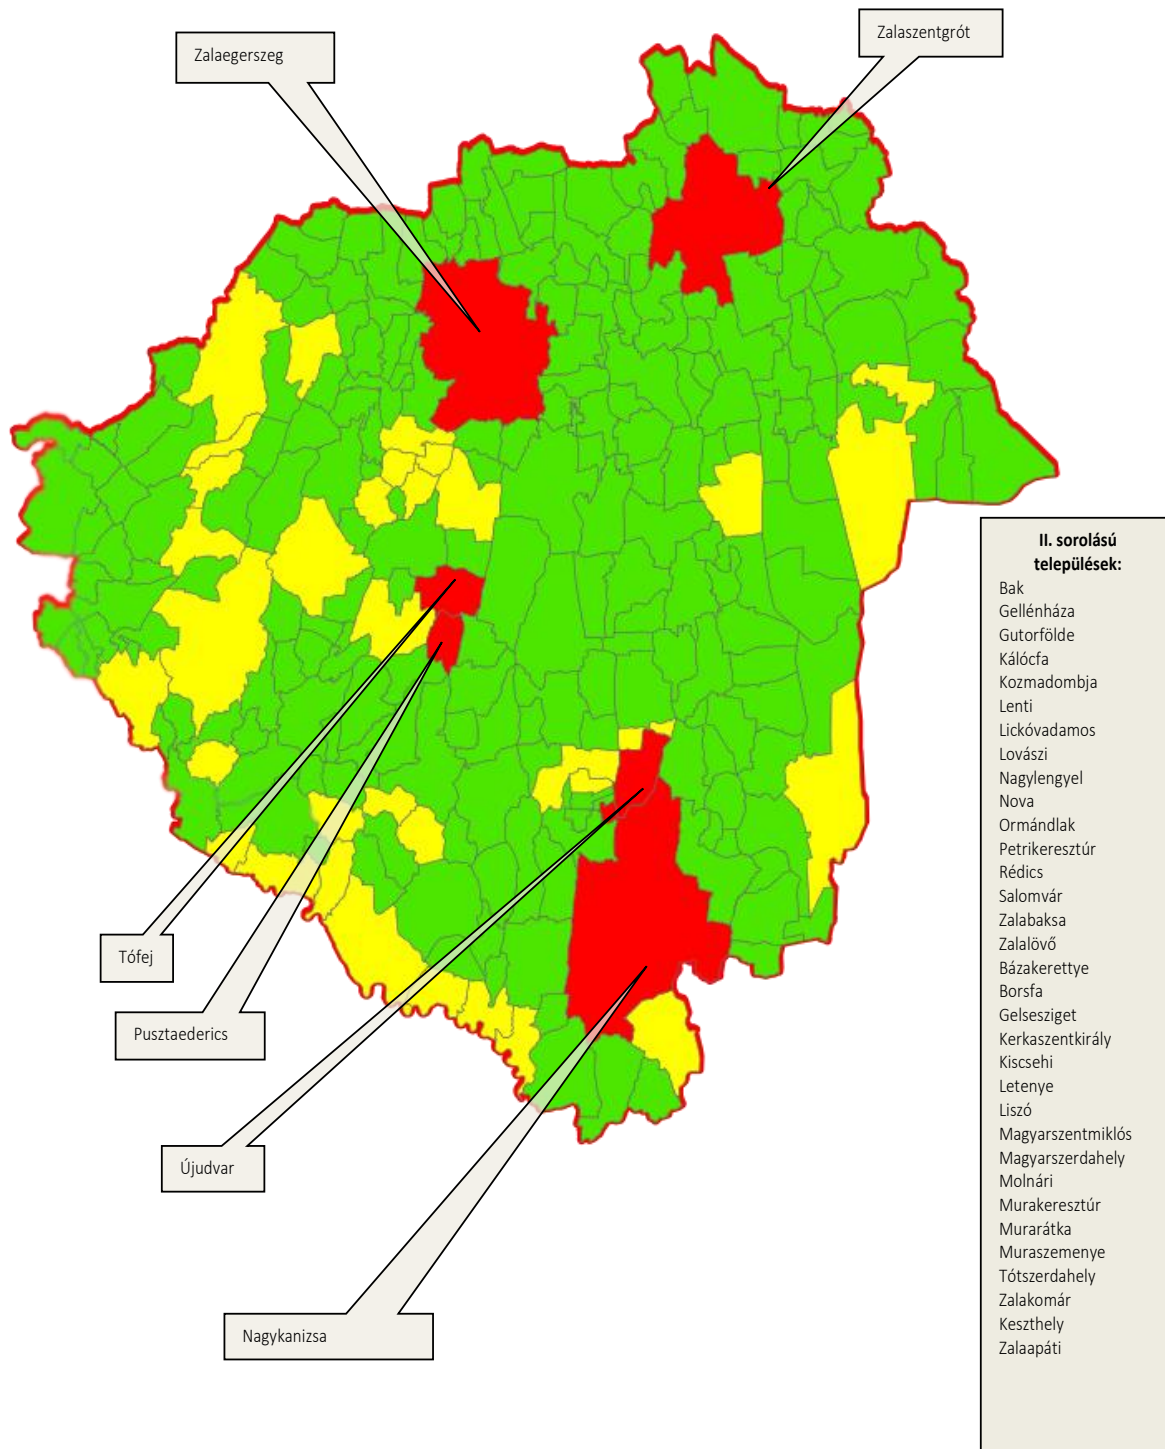 Zalaszentgrót
Zalaegerszeg
II. sorolású
települések:
Bak
Gellénháza
Gutorfölde
Kálócfa
Kozmadombja
Lenti
Lickóvadamos
Lovászi
Nagylengyel
Nova
Ormándlak
Petrikeresztúr
Rédics
Salomvár
Zalabaksa
Zalalövő
Bázakerettye
Borsfa
Gelsesziget
Kerkaszentkirály
Kiscsehi
Letenye
Liszó
Magyarszentmiklós
Magyarszerdahely
Molnári
Murakeresztúr
Murarátka
Muraszemenye
Tótszerdahely
Zalakomár
Keszthely
Zalaapáti
Tófej
Pusztaederics
Újudvar
Nagykanizsa